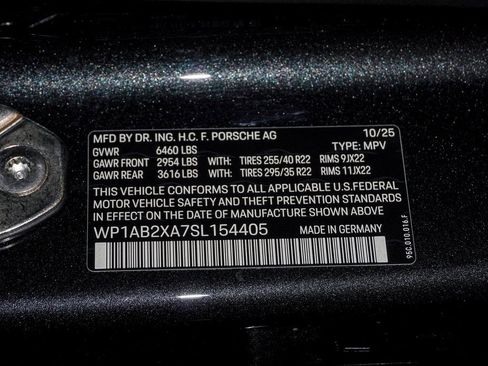 MFD BY DR. ING. H.C. F. PORSCHE AG 10/25
GVWR 6460 LBS TYPE: MPV
GAWR FRONT 2954 LBS WITH: TIRES 255/40 R22 RIMS 9JX22
GAWR REAR 3616 LBS WITH: TIRES 295/35 R22 RIMS 11JX22
THIS VEHICLE CONFORMS TO ALL APPLICABLE U.S.FEDERAL
MOTOR VEHICLE SAFETY AND THEFT PREVENTION STANDARDS
IN EFFECT ON THE DATE OF MANUFACTURE SHOWN ABOVE.
WP1AB2XA7SL154405 MADE IN GERMANY
95C.010.016.F